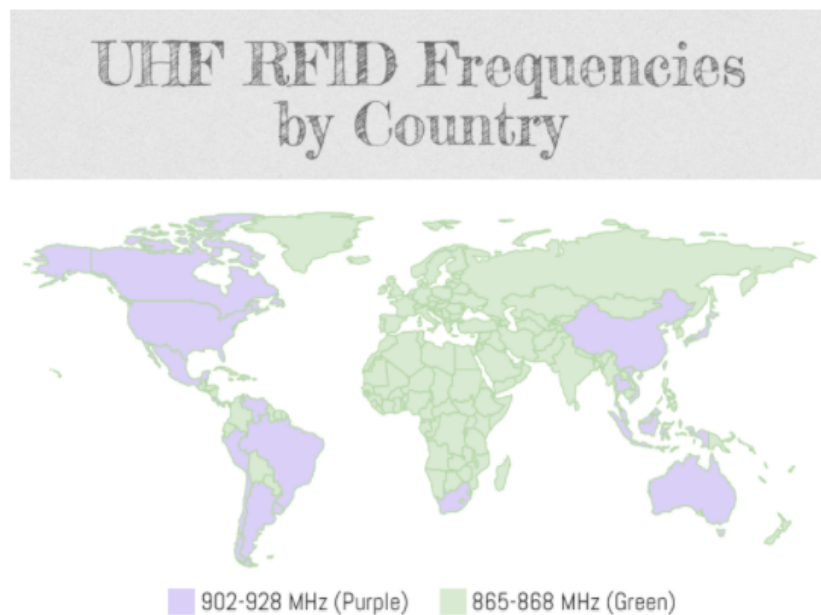 UHF RFID Frequencies
by Country
902-928 MHz (Purple)
865-868 MHz (Green)